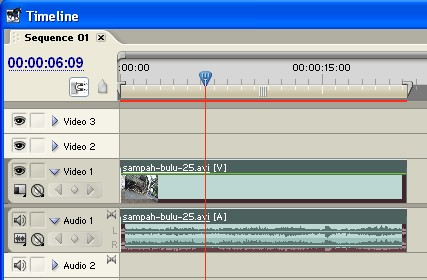 Timeline
Sequence 01
00:00:06:09
:00:00
00:00:15:00
Video 3
Video 2
Video 1
sampah-bulu-25.avi [V]
Audio 1
sampah-bulu-25.avi [A]
L
R
Audio 2